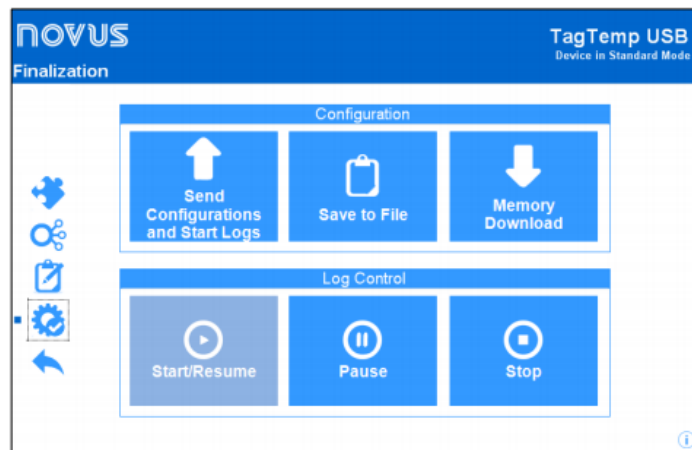 NOVUS
TagTemp USB
Device in Standard Mode
Finalization
Configuration
Send
Configurations
and Start Logs
Save to File
Memory
Download
Log Control
Start/Resume
Pause
Stop
i